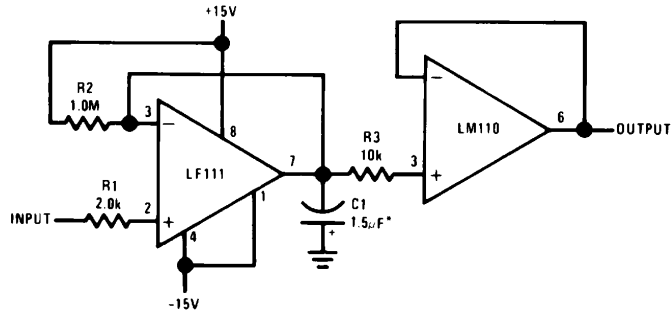 +15V
R2
1.0M
3
−
8
LF111
7
1
R1
2.0k
INPUT
2
+
4
-15V
R3
10k
C1
1.5μF*
+
−
LM110
3
+
6
OUTPUT